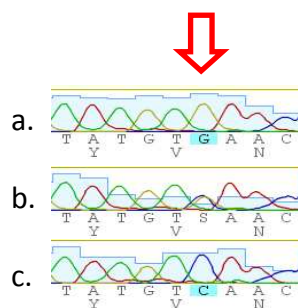 a.
T A T G T G A A C
Y V N
b.
T A T G T S A A C
Y V N
c.
T A T G T C A A C
Y V N